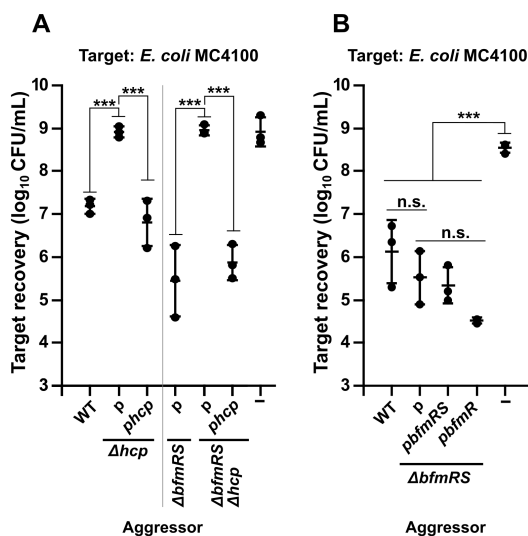 A
Target: E. coli MC4100
Target recovery (log10 CFU/mL)
10
9
8
7
6
5
4
3
***
***
***
***
WT
p
phcp
p
p
phcp
–
Δhcp
ΔbfmRS
ΔbfmRS
Δhcp
Aggressor
B
Target: E. coli MC4100
Target recovery (log10 CFU/mL)
10
9
8
7
6
5
4
3
***
n.s.
n.s.
WT
p
pbfmRS
pbfmR
–
ΔbfmRS
Aggressor